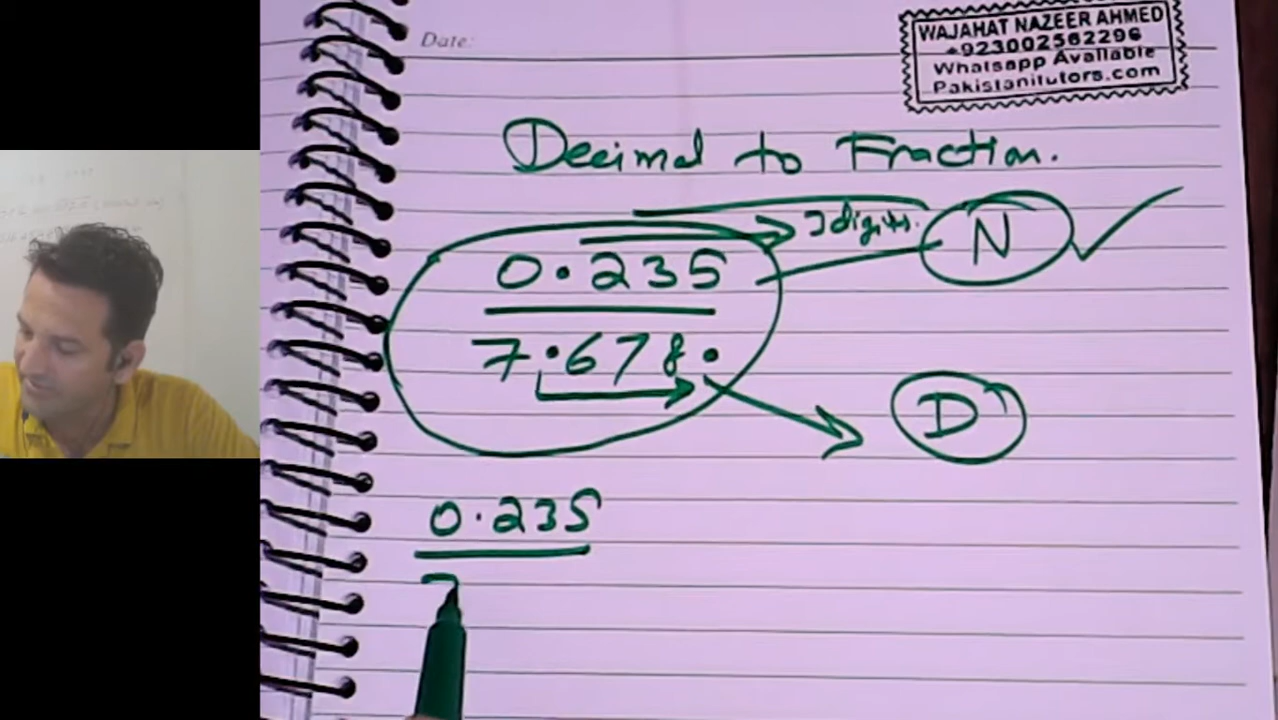 Date:
WAJAHAT NAZEER AHMED
+923002562296
Whatsapp Available
Pakistanitutors.com
Decimal to Fraction.
3 digits.
N
0.235
7.678.
D
0.235
7